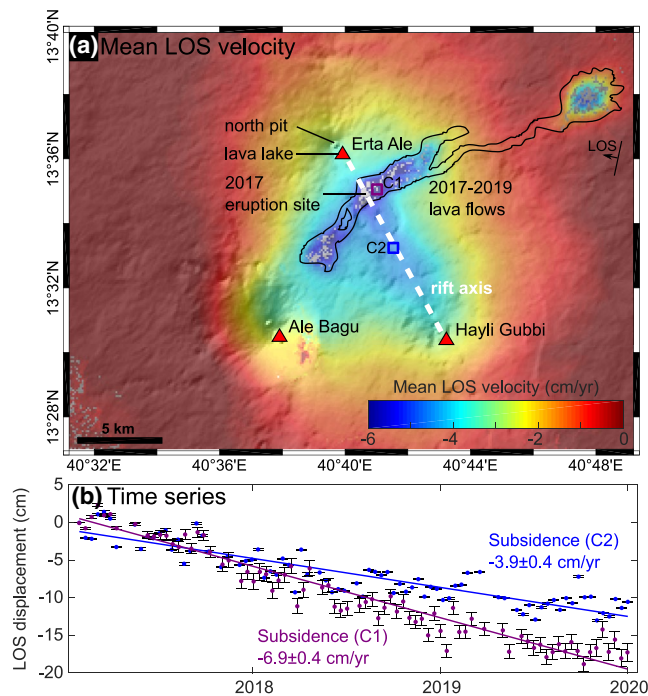 (a) Mean LOS velocity
13°40'N
13°36'N
13°32'N
13°28'N
north pit
Erta Ale
lava lake
LOS
2017
eruption site
C1
2017-2019
lava flows
C2
rift axis
Ale Bagu
Hayli Gubbi
Mean LOS velocity (cm/yr)
-6 -4 -2 0
5 km
40°32'E 40°36'E 40°40'E 40°44'E 40°48'E
(b) Time series
LOS displacement (cm)
0
-5
-10
-15
-20
Subsidence (C2)
-3.9±0.4 cm/yr
Subsidence (C1)
-6.9±0.4 cm/yr
2018 2019 2020